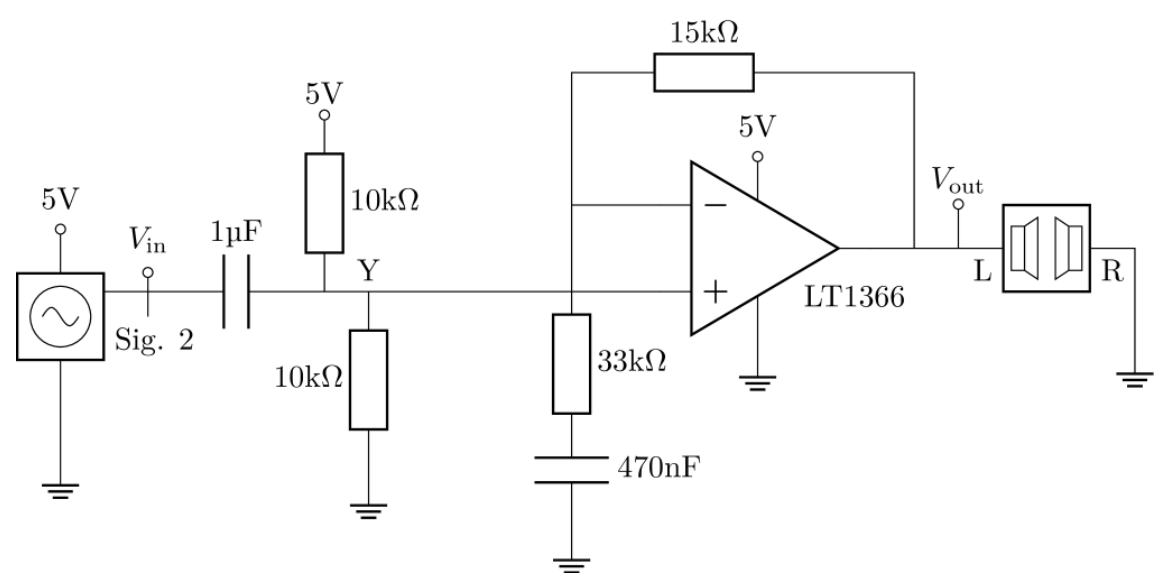 15kΩ
5V
5V
10kΩ
5V
V_out
V_in
1µF
Y
−
+
L
R
LT1366
Sig. 2
10kΩ
33kΩ
470nF